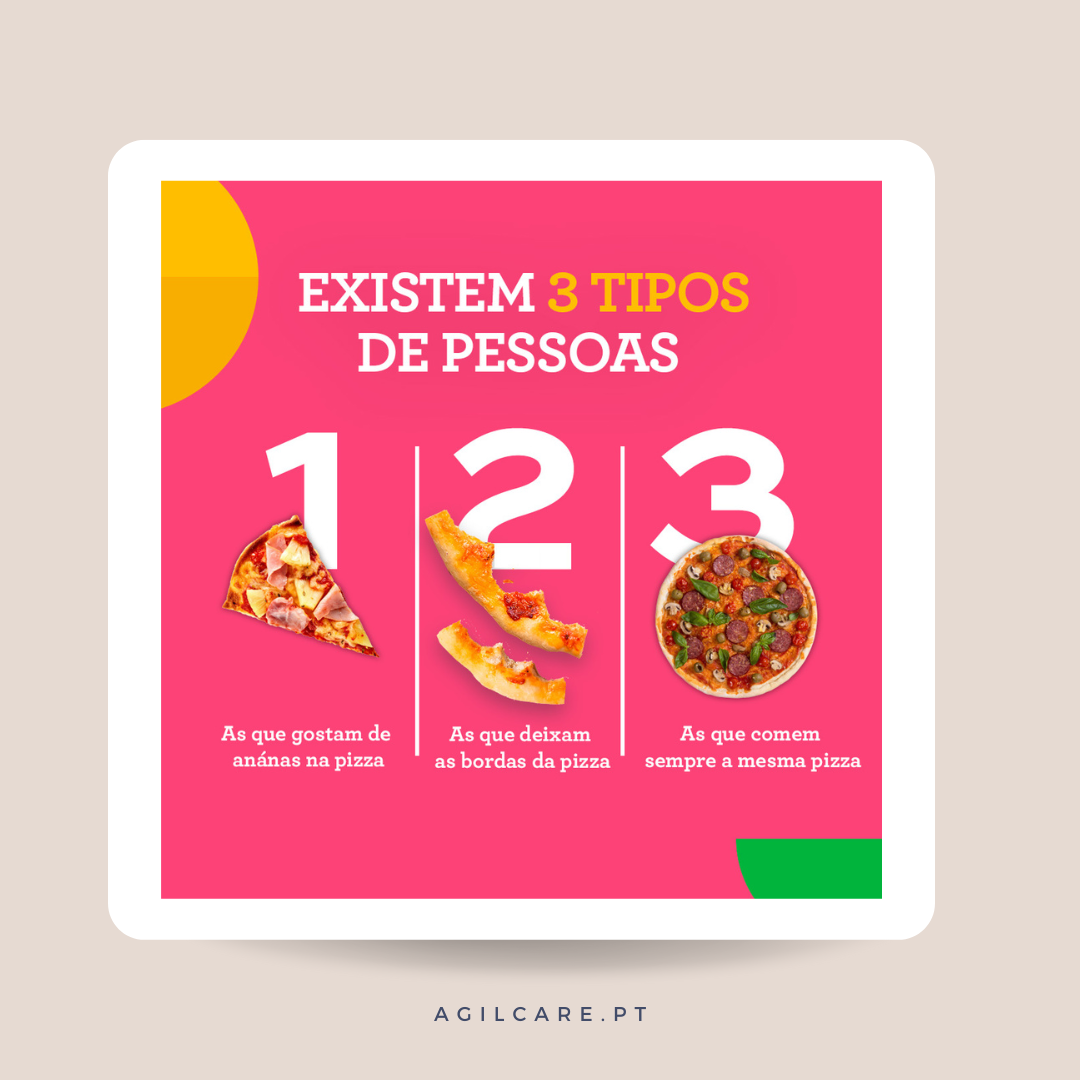 EXISTEM 3 TIPOS
DE PESSOAS
1
2
3
As que gostam de
anánas na pizza
As que deixam
as bordas da pizza
As que comem
sempre a mesma pizza
AGILCARE.PT